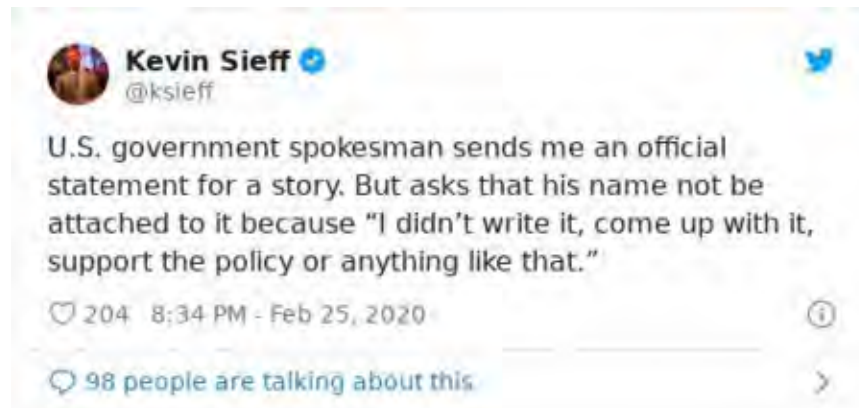 Kevin Sieff
@ksieff
U.S. government spokesman sends me an official
statement for a story. But asks that his name not be
attached to it because “I didn’t write it, come up with it,
support the policy or anything like that.”
204 8:34 PM - Feb 25, 2020
98 people are talking about this